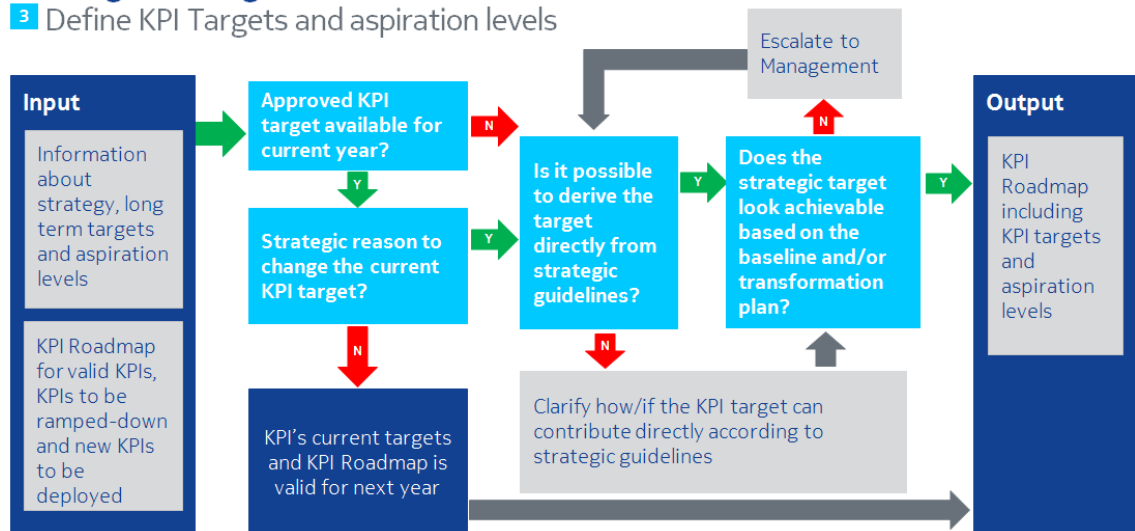 3 Define KPI Targets and aspiration levels
Input
Information
about
strategy, long
term targets
and aspiration
levels
KPI Roadmap
for valid KPIs,
KPIs to be
ramped-down
and new KPIs
to be
deployed
Approved KPI
target available for
current year?
N
Y
Strategic reason to
change the current
KPI target?
Y
N
KPI's current targets
and KPI Roadmap is
valid for next year
Is it possible
to derive the
target
directly from
strategic
guidelines?
Y
N
Clarify how/if the KPI target can
contribute directly according to
strategic guidelines
Escalate to
Management
N
Does the
strategic target
look achievable
based on the
baseline and/or
transformation
plan?
Y
Output
KPI
Roadmap
including
KPI targets
and
aspiration
levels